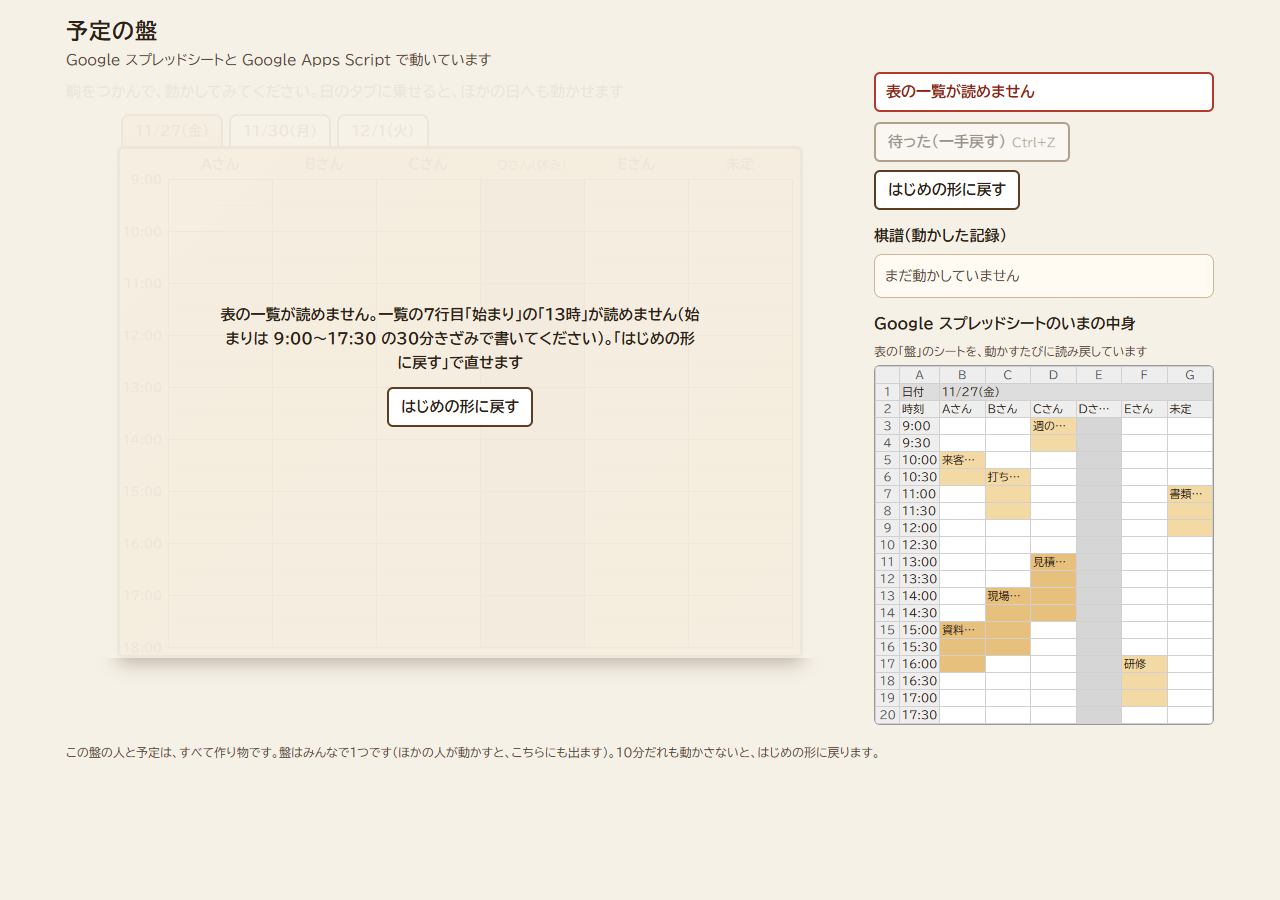 予定の盤
Google スプレッドシートと Google Apps Script で動いています
駒をつかんで、動かしてみてください。日のタブに乗せると、ほかの日へも動かせます
11/27(金) 11/30(月) 12/1(火)
Aさん Bさん Cさん Dさん(休み) Eさん 未定
9:00
10:00
11:00
12:00
13:00
14:00
15:00
16:00
17:00
18:00
表の一覧が読めません。一覧の7行目「始まり」の「13時」が読めません(始
まりは 9:00〜17:30 の30分きざみで書いてください)。「はじめの形
に戻す」で直せます
はじめの形に戻す
表の一覧が読めません
待った(一手戻す) Ctrl+Z
はじめの形に戻す
棋譜(動かした記録)
まだ動かしていません
Google スプレッドシートのいまの中身
表の「盤」のシートを、動かすたびに読み戻しています
A B C D E F G
1 日付 11/27(金)
2 時刻 Aさん Bさん Cさん Dさ… Eさん 未定
3 9:00 週の…
4 9:30
5 10:00 来客…
6 10:30 打ち…
7 11:00 書類…
8 11:30
9 12:00
10 12:30
11 13:00 見積…
12 13:30
13 14:00 現場…
14 14:30
15 15:00 資料…
16 15:30
17 16:00 研修
18 16:30
19 17:00
20 17:30
この盤の人と予定は、すべて作り物です。盤はみんなで1つです(ほかの人が動かすと、こちらにも出ます)。10分だれも動かさないと、はじめの形に戻ります。